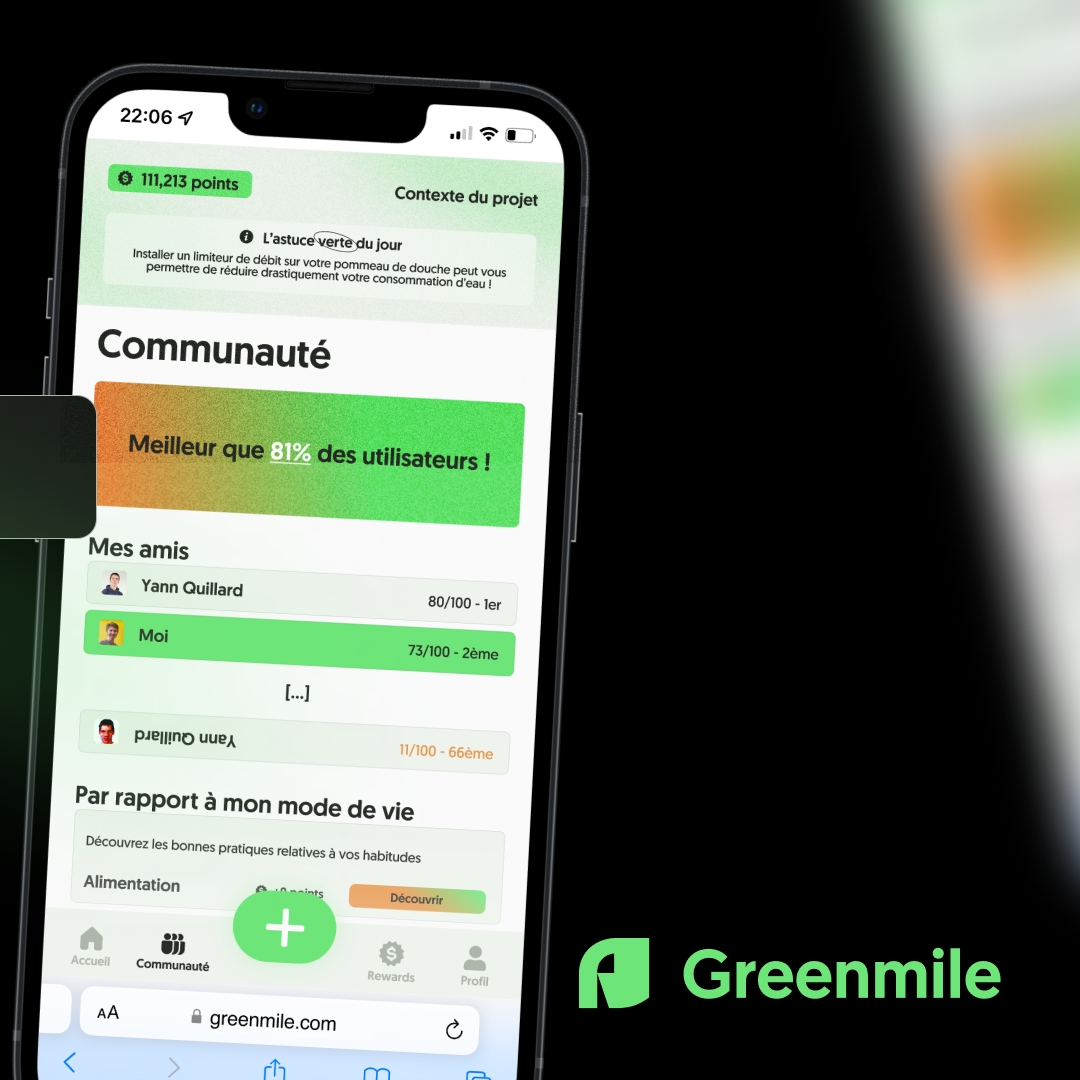 22:06
111,213 points
Contexte du projet
L'astuce verte du jour
Installer un limiteur de débit sur votre pommeau de douche peut vous
permettre de réduire drastiquement votre consommation d'eau !
Communauté
Meilleur que 81% des utilisateurs !
Mes amis
Yann Quillard
80/100 - 1er
Moi
73/100 - 2ème
[...]
Yann Quillard
11/100 - 66ème
Par rapport à mon mode de vie
Découvrez les bonnes pratiques relatives à vos habitudes
Alimentation
points
Découvrir
Accueil
Communauté
Rewards
Profil
AA
greenmile.com
Greenmile